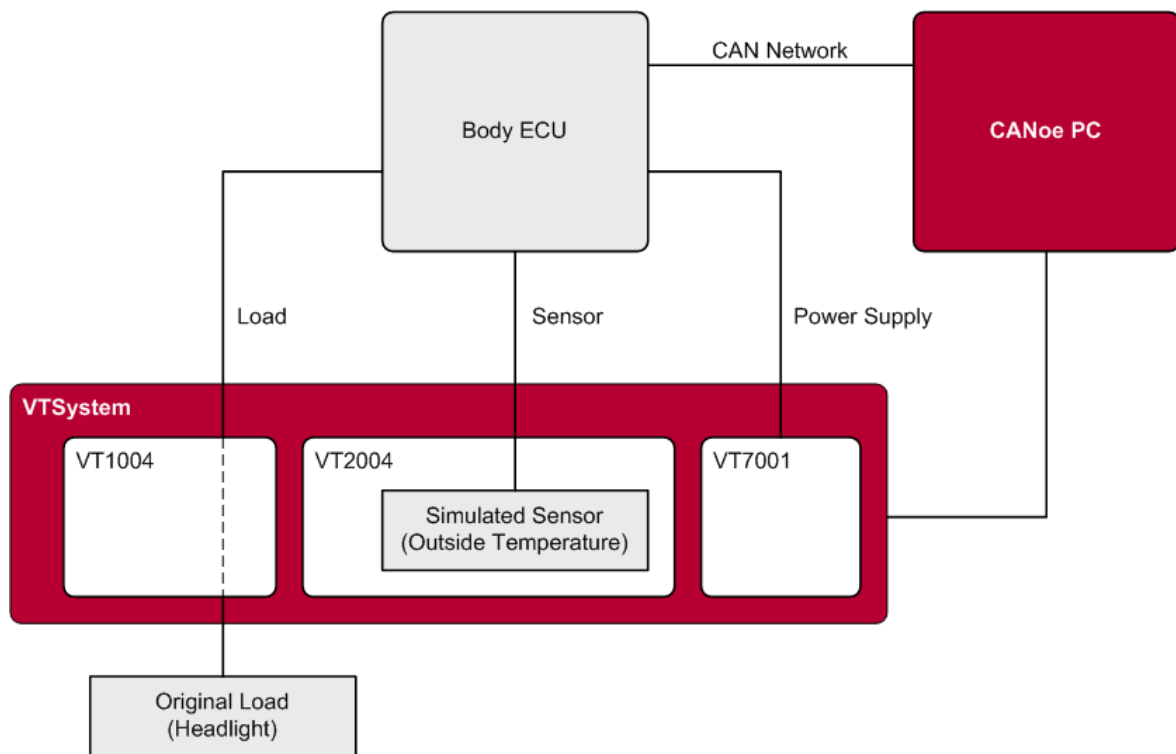 CAN Network
Body ECU
CANoe PC
Load
Sensor
Power Supply
VTSystem
VT1004
VT2004
VT7001
Simulated Sensor
(Outside Temperature)
Original Load
(Headlight)